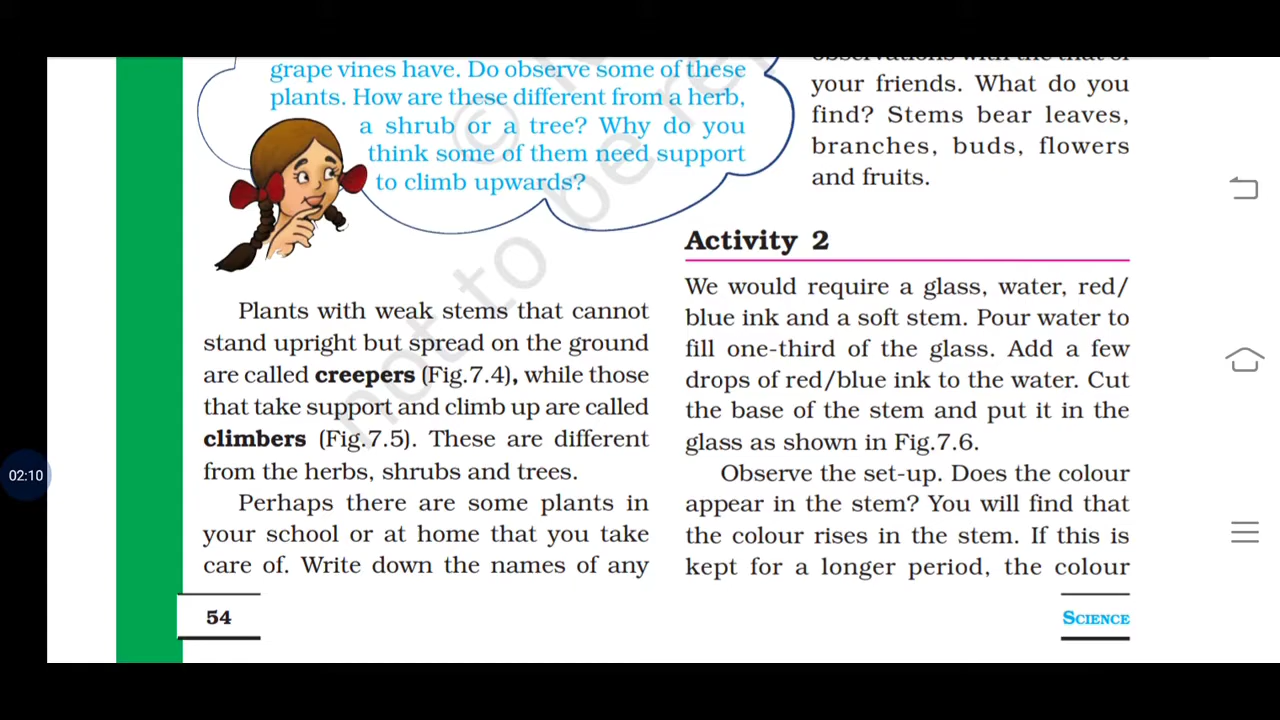 grape vines have. Do observe some of these
plants. How are these different from a herb,
a shrub or a tree? Why do you
think some of them need support
to climb upwards?
Plants with weak stems that cannot
stand upright but spread on the ground
are called creepers (Fig.7.4), while those
that take support and climb up are called
climbers (Fig.7.5). These are different
from the herbs, shrubs and trees.
Perhaps there are some plants in
your school or at home that you take
care of. Write down the names of any
54
your friends. What do you
find? Stems bear leaves,
branches, buds, flowers
and fruits.
Activity 2
We would require a glass, water, red/
blue ink and a soft stem. Pour water to
fill one-third of the glass. Add a few
drops of red/blue ink to the water. Cut
the base of the stem and put it in the
glass as shown in Fig.7.6.
Observe the set-up. Does the colour
appear in the stem? You will find that
the colour rises in the stem. If this is
kept for a longer period, the colour
SCIENCE
02:10
not to be re